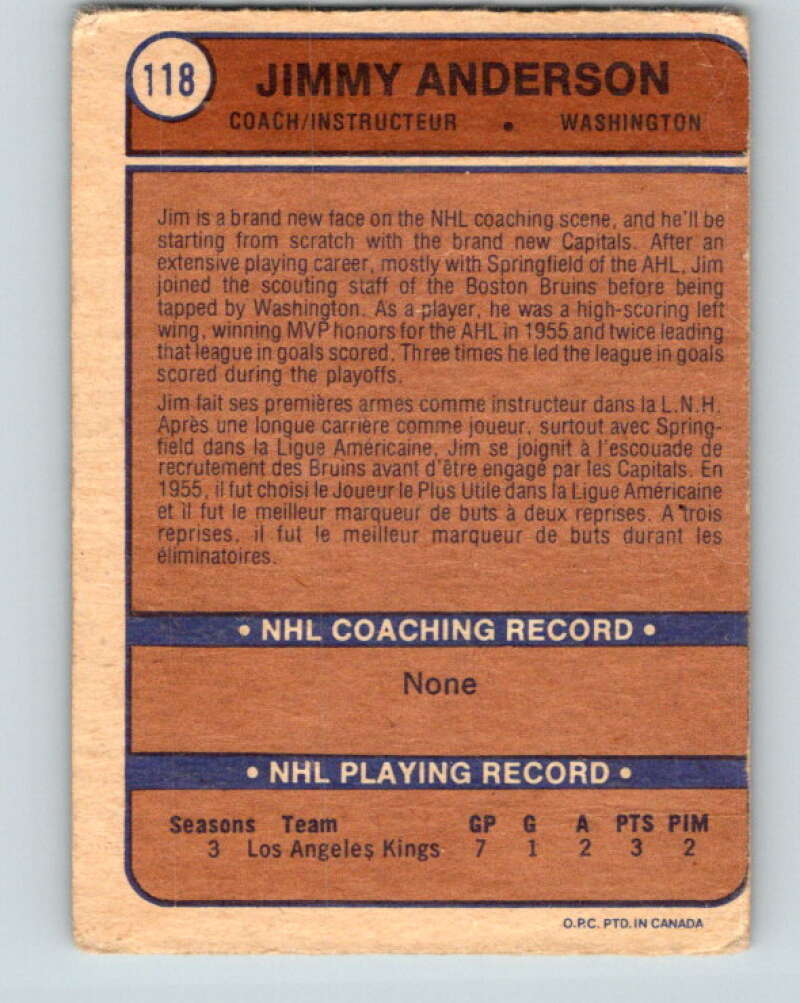 118
JIMMY ANDERSON
COACH/INSTRUCTEUR • WASHINGTON
Jim is a brand new face on the NHL coaching scene, and he'll be
starting from scratch with the brand new Capitals. After an
extensive playing career, mostly with Springfield of the AHL, Jim
joined the scouting staff of the Boston Bruins before being
tapped by Washington. As a player, he was a high-scoring left
wing, winning MVP honors for the AHL in 1955 and twice leading
that league in goals scored. Three times he led the league in goals
scored during the playoffs.
Jim fait ses premières armes comme instructeur dans la L.N.H.
Après une longue carrière comme joueur, surtout avec Spring-
field dans la Ligue Américaine, Jim se joignit à l'escouade de
recrutement des Bruins avant d'être engagé par les Capitals. En
1955, il fut choisi le Joueur le Plus Utile dans la Ligue Américaine
et il fut le meilleur marqueur de buts à deux reprises. A trois
reprises, il fut le meilleur marqueur de buts durant les
éliminatoires.
• NHL COACHING RECORD •
None
• NHL PLAYING RECORD •
Seasons Team GP G A PTS PIM
3 Los Angeles Kings 7 1 2 3 2
O.P.C. PTD. IN CANADA